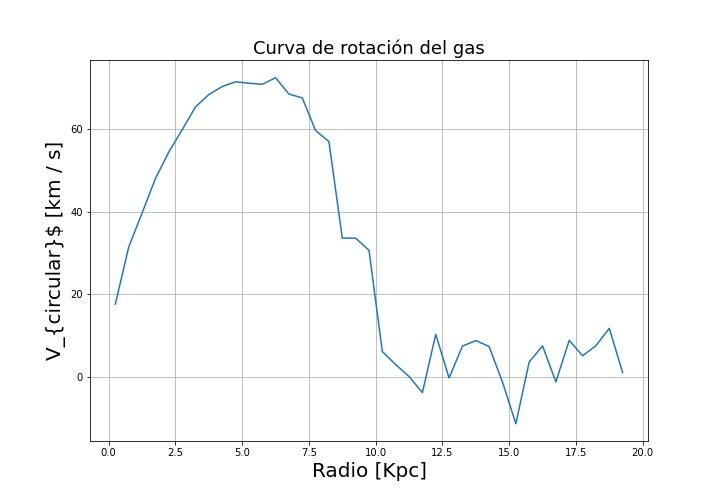 Curva de rotación del gas
V_{circular}$ [km / s]
60
40
20
0
0.0 2.5 5.0 7.5 10.0 12.5 15.0 17.5 20.0
Radio [Kpc]